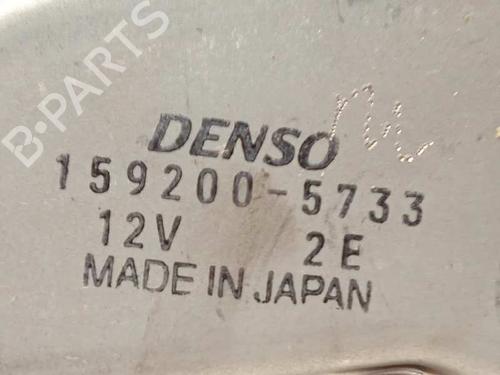 B-PARTS
DENSO
159200-5733
12V 2E
MADE IN JAPAN